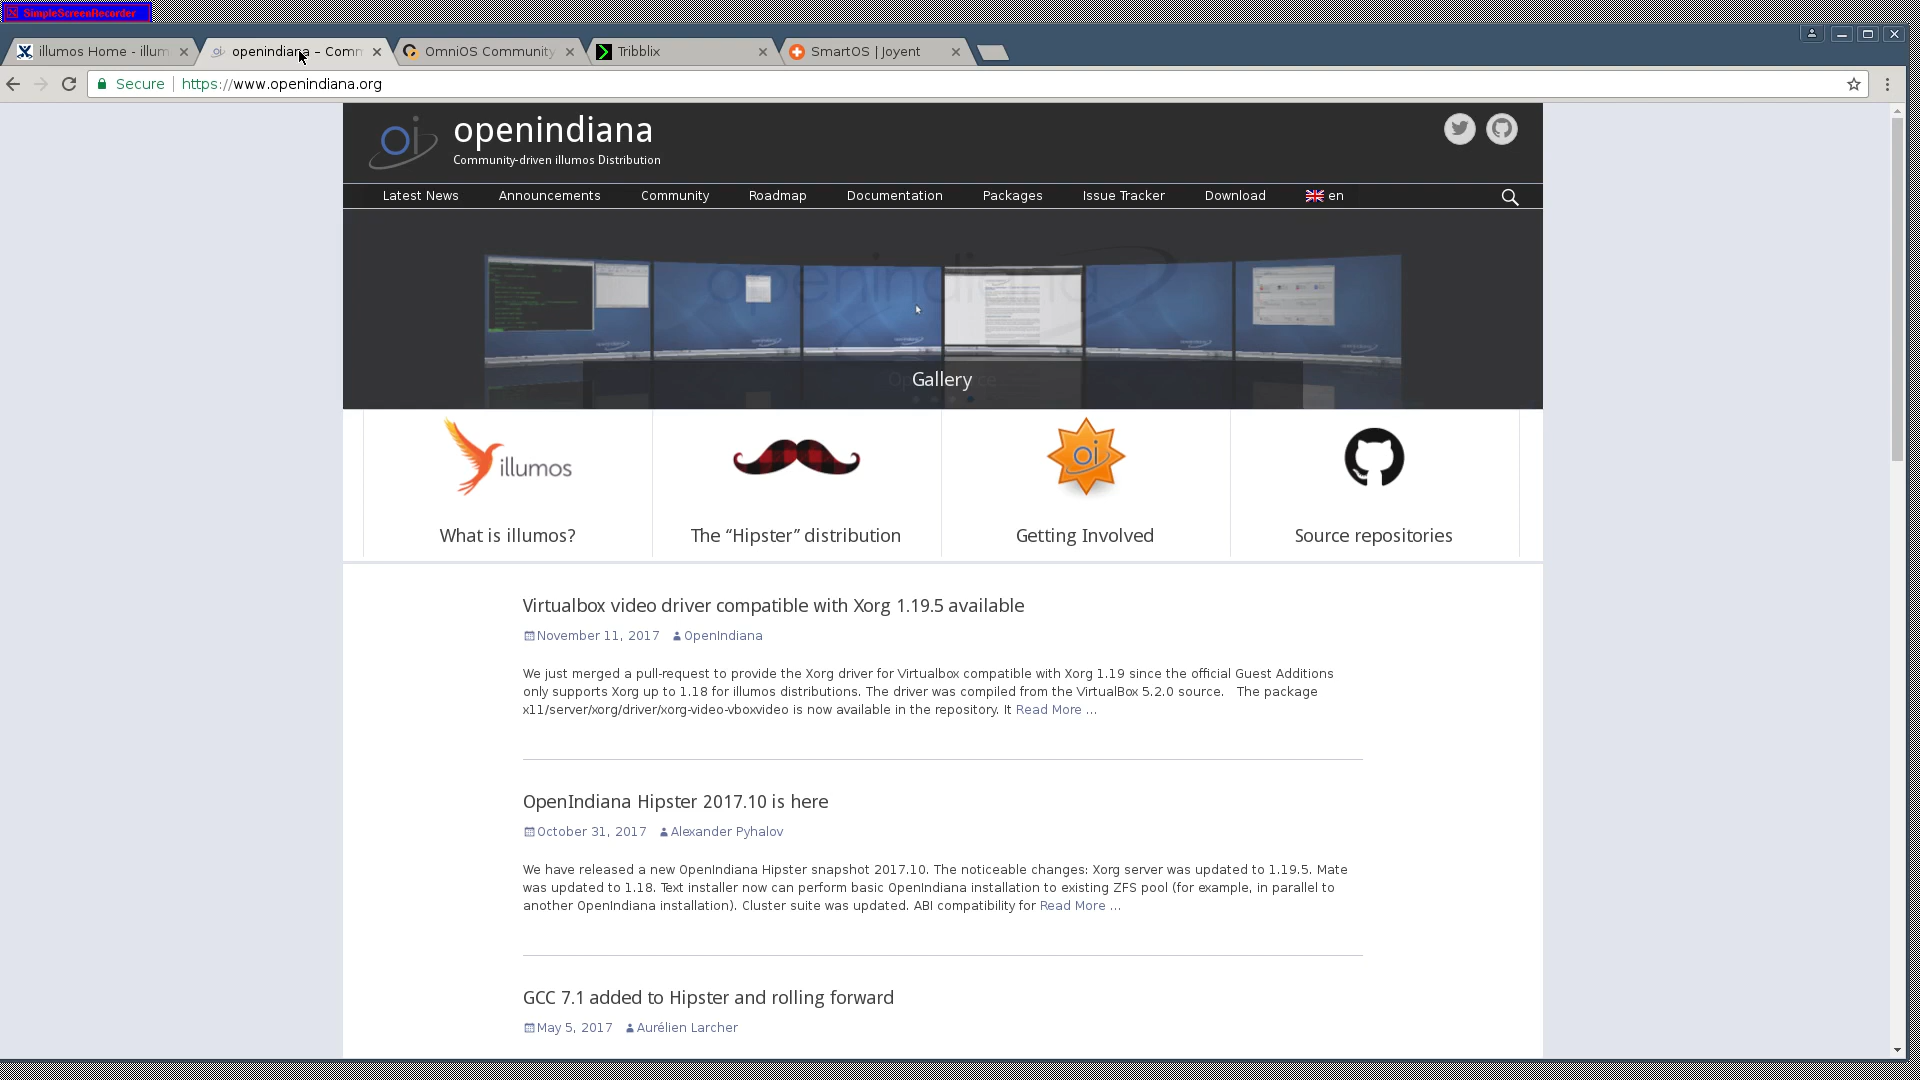 SimpleScreenRecorder
illumos Home - illum
openindiana – Comm
OmniOS Community
Tribblix
SmartOS | Joyent
Secure
https://www.openindiana.org
oi
openindiana
Community-driven illumos Distribution
Latest News
Announcements
Community
Roadmap
Documentation
Packages
Issue Tracker
Download
en
openindiana
Gallery
illumos
oi
What is illumos?
The “Hipster” distribution
Getting Involved
Source repositories
Virtualbox video driver compatible with Xorg 1.19.5 available
November 11, 2017 OpenIndiana
We just merged a pull-request to provide the Xorg driver for Virtualbox compatible with Xorg 1.19 since the official Guest Additions
only supports Xorg up to 1.18 for illumos distributions. The driver was compiled from the VirtualBox 5.2.0 source. The package
x11/server/xorg/driver/xorg-video-vboxvideo is now available in the repository. It Read More ...
OpenIndiana Hipster 2017.10 is here
October 31, 2017 Alexander Pyhalov
We have released a new OpenIndiana Hipster snapshot 2017.10. The noticeable changes: Xorg server was updated to 1.19.5. Mate
was updated to 1.18. Text installer now can perform basic OpenIndiana installation to existing ZFS pool (for example, in parallel to
another OpenIndiana installation). Cluster suite was updated. ABI compatibility for Read More ...
GCC 7.1 added to Hipster and rolling forward
May 5, 2017 Aurélien Larcher